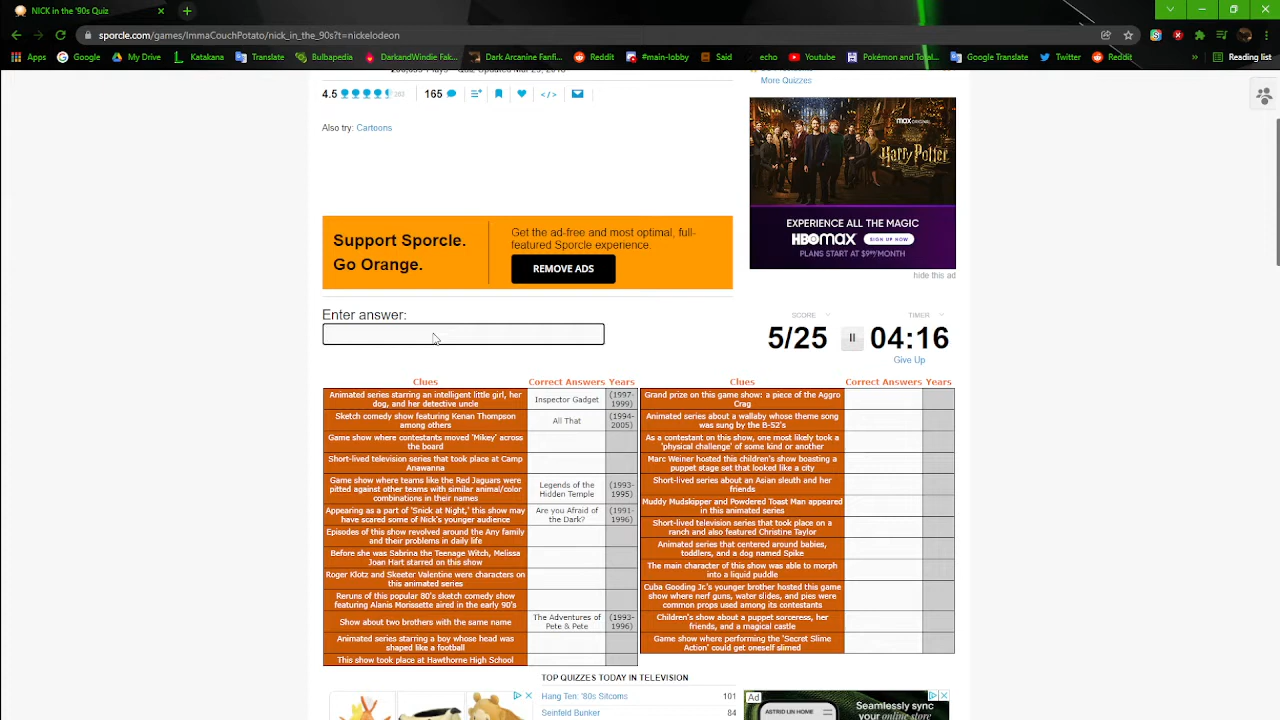 NICK in the '90s Quiz
sporcle.com/games/ImmaCouchPotato/nick_in_the_90s?t=nickelodeon
Apps
Google
My Drive
Katakana
Translate
Bulbapedia
DarkandWindie Fak...
Dark Arcanine Fanfi...
Reddit
#main-lobby
Said
echo
Youtube
Pokémon and Total...
Google Translate
Twitter
Reddit
»
Reading list
4.5
263
165
</>
More Quizzes
Also try: Cartoons
Support Sporcle.
Go Orange.
Get the ad-free and most optimal, full-
featured Sporcle experience.
REMOVE ADS
max ORIGINAL
Harry Potter
EXPERIENCE ALL THE MAGIC
HBOmax SIGN UP NOW
PLANS START AT $9.99/MONTH
hide this ad
Enter answer:
SCORE
TIMER
5/25
04:16
Give Up
Clues Correct Answers Years
Animated series starring an intelligent little girl, her
dog, and her detective uncle
Inspector Gadget
(1997-
1999)
Sketch comedy show featuring Kenan Thompson
among others
All That
(1994-
2005)
Game show where contestants moved 'Mikey' across
the board
Short-lived television series that took place at Camp
Anawanna
Game show where teams like the Red Jaguars were
pitted against other teams with similar animal/color
combinations in their names
Legends of the
Hidden Temple
(1993-
1995)
Appearing as a part of 'Snick at Night,' this show may
have scared some of Nick's younger audience
Are you Afraid of
the Dark?
(1991-
1996)
Episodes of this show revolved around the Any family
and their problems in daily life
Before she was Sabrina the Teenage Witch, Melissa
Joan Hart starred on this show
Roger Klotz and Skeeter Valentine were characters on
this animated series
Reruns of this popular 80's sketch comedy show
featuring Alanis Morissette aired in the early 90's
Show about two brothers with the same name
The Adventures of
Pete & Pete
(1993-
1996)
Animated series starring a boy whose head was
shaped like a football
This show took place at Hawthorne High School
Clues Correct Answers Years
Grand prize on this game show: a piece of the Aggro
Crag
Animated series about a wallaby whose theme song
was sung by the B-52's
As a contestant on this show, one most likely took a
'physical challenge' of some kind or another
Marc Weiner hosted this children's show boasting a
puppet stage set that looked like a city
Short-lived series about an Asian sleuth and her
friends
Muddy Mudskipper and Powdered Toast Man appeared
in this animated series
Short-lived television series that took place on a
ranch and also featured Christine Taylor
Animated series that centered around babies,
toddlers, and a dog named Spike
The main character of this show was able to morph
into a liquid puddle
Cuba Gooding Jr.'s younger brother hosted this game
show where nerf guns, water slides, and pies were
common props used among its contestants
Children's show about a puppet sorceress, her
friends, and a magical castle
Game show where performing the 'Secret Slime
Action' could get oneself slimed
TOP QUIZZES TODAY IN TELEVISION
Hang Ten: '80s Sitcoms 101
Seinfeld Bunker 84
Ad
ASTRID LIN HOME
Seamlessly sync
your online store